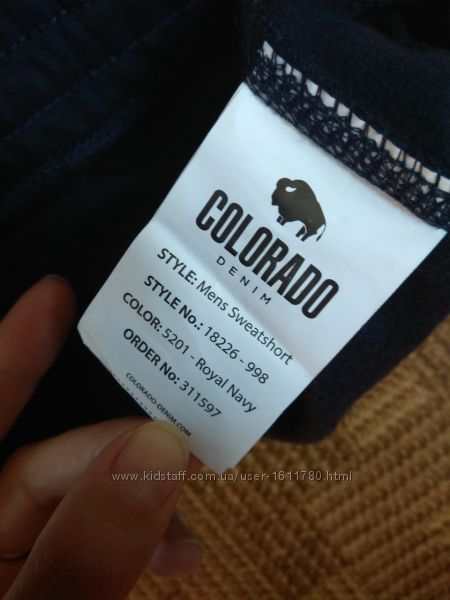 COLORADO
DENIM
STYLE: Mens Sweatshort
STYLE No.: 18226 - 998
COLOR: 5201 - Royal Navy
ORDER No: 311597
COLORADO-DENIM.COM
www.kidstaff.com.ua/user-1611780.html